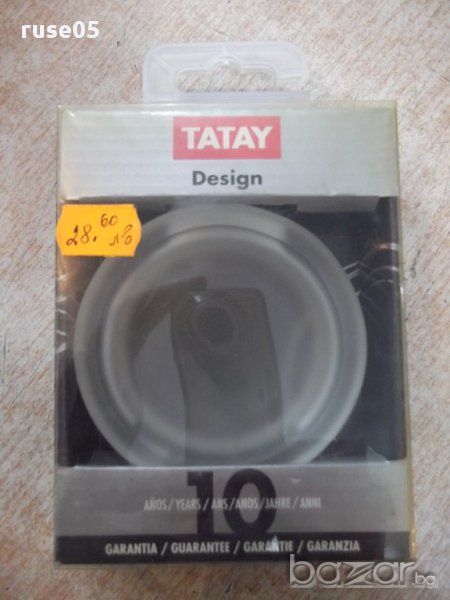 ruse05
TATAY
Design
28.60 лв
10
AÑOS/YEARS/ANS/ANOS/JAHRE/ANNI
GARANTIA / GUARANTEE / GARANTIE / GARANZIA
bazar.bg